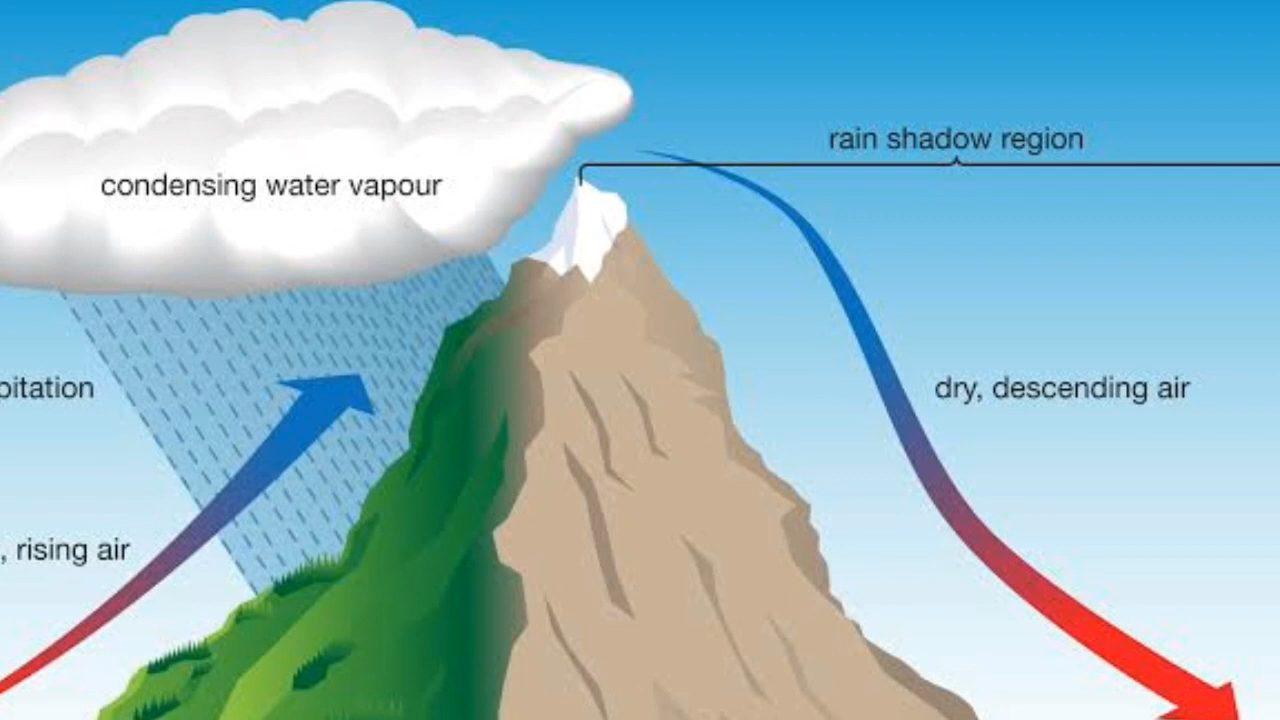 rain shadow region
condensing water vapour
pitation
dry, descending air
, rising air